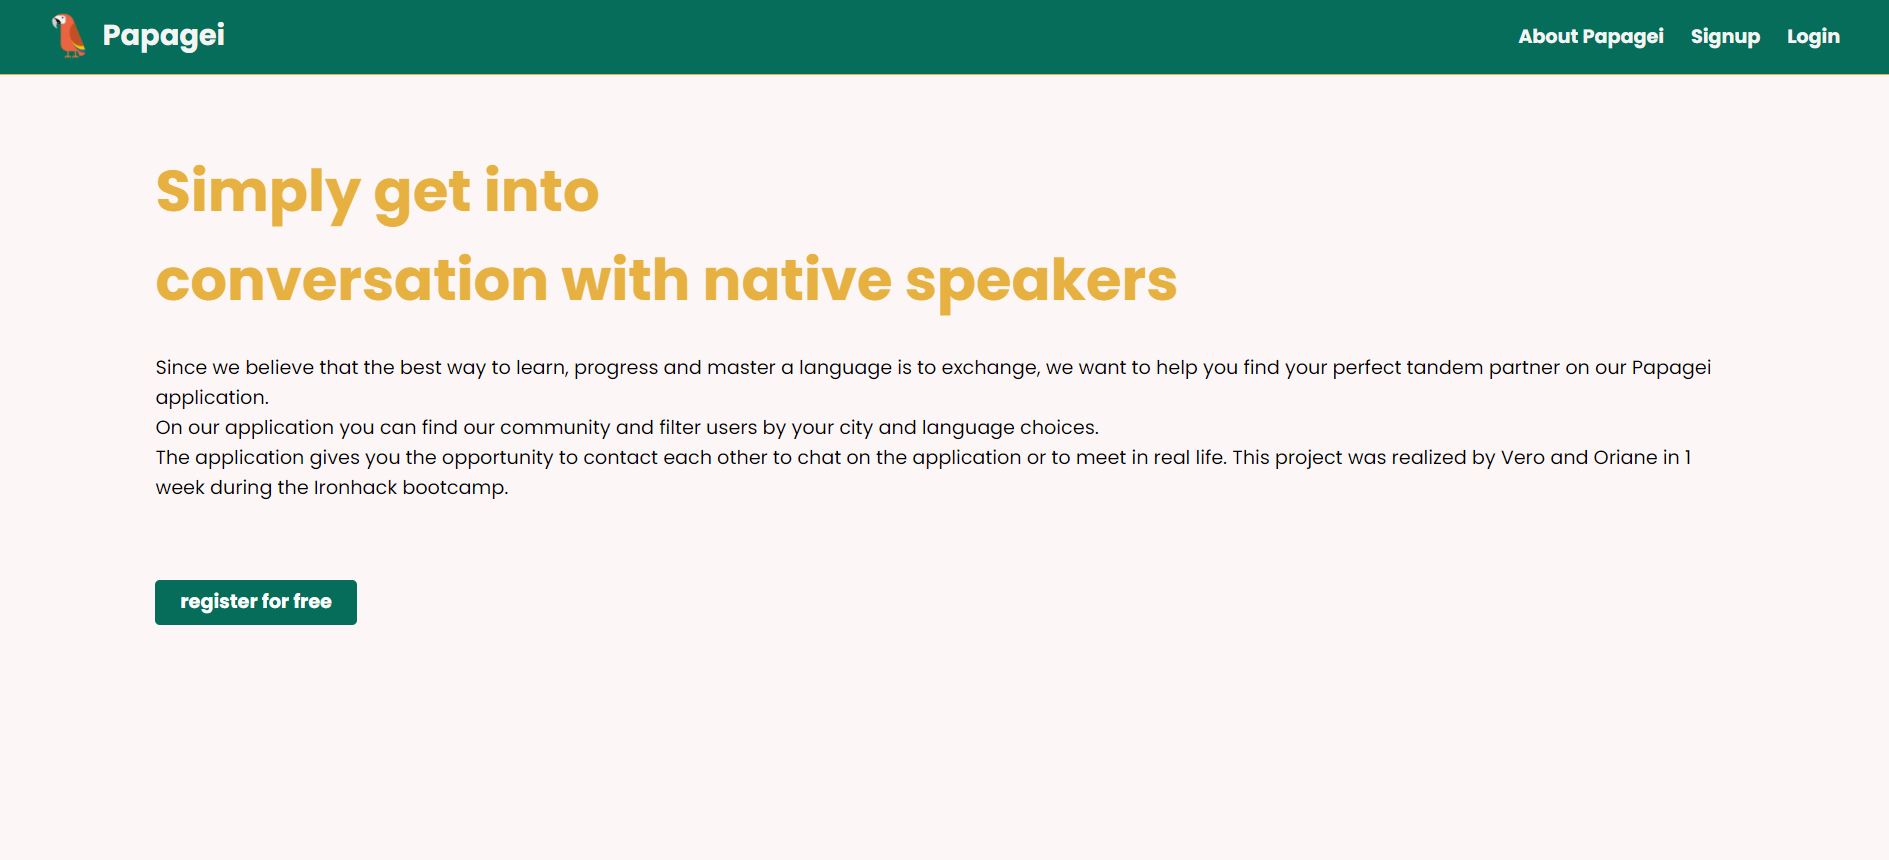 Papagei
About Papagei
Signup
Login
Simply get into
conversation with native speakers
Since we believe that the best way to learn, progress and master a language is to exchange, we want to help you find your perfect tandem partner on our Papagei
application.
On our application you can find our community and filter users by your city and language choices.
The application gives you the opportunity to contact each other to chat on the application or to meet in real life. This project was realized by Vero and Oriane in 1
week during the Ironhack bootcamp.
register for free